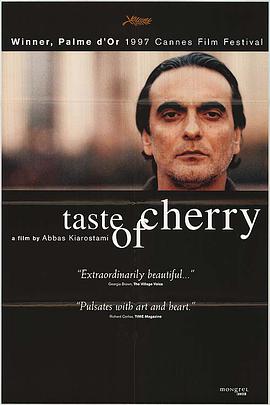 Winner, Palme d'Or 1997 Cannes Film Festival
taste
of cherry
a film by Abbas Kiarostami
"Extraordinarily beautiful..."
Georgia Brown, The Village Voice
"Pulsates with art and heart."
Richard Corliss, TIME Magazine
mongrel